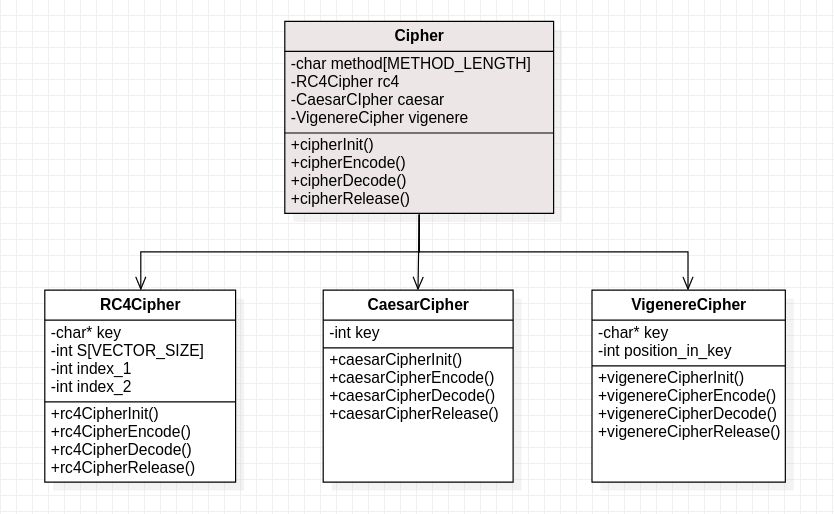 Cipher
-char method[METHOD_LENGTH]
-RC4Cipher rc4
-CaesarCIpher caesar
-VigenereCipher vigenere
+cipherInit()
+cipherEncode()
+cipherDecode()
+cipherRelease()
RC4Cipher
-char* key
-int S[VECTOR_SIZE]
-int index_1
-int index_2
+rc4CipherInit()
+rc4CipherEncode()
+rc4CipherDecode()
+rc4CipherRelease()
CaesarCipher
-int key
+caesarCipherInit()
+caesarCipherEncode()
+caesarCipherDecode()
+caesarCipherRelease()
VigenereCipher
-char* key
-int position_in_key
+vigenereCipherInit()
+vigenereCipherEncode()
+vigenereCipherDecode()
+vigenereCipherRelease()